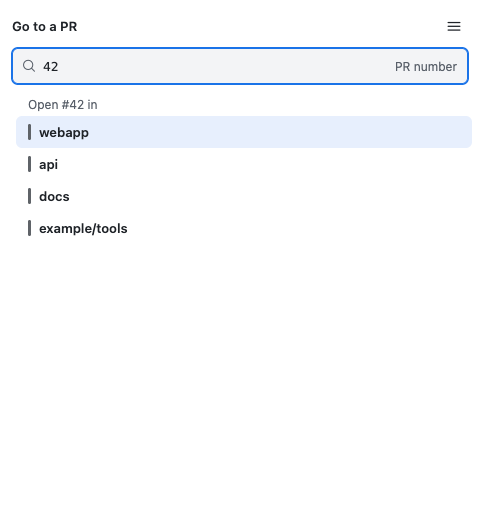 Go to a PR
42 PR number
Open #42 in
webapp
api
docs
example/tools